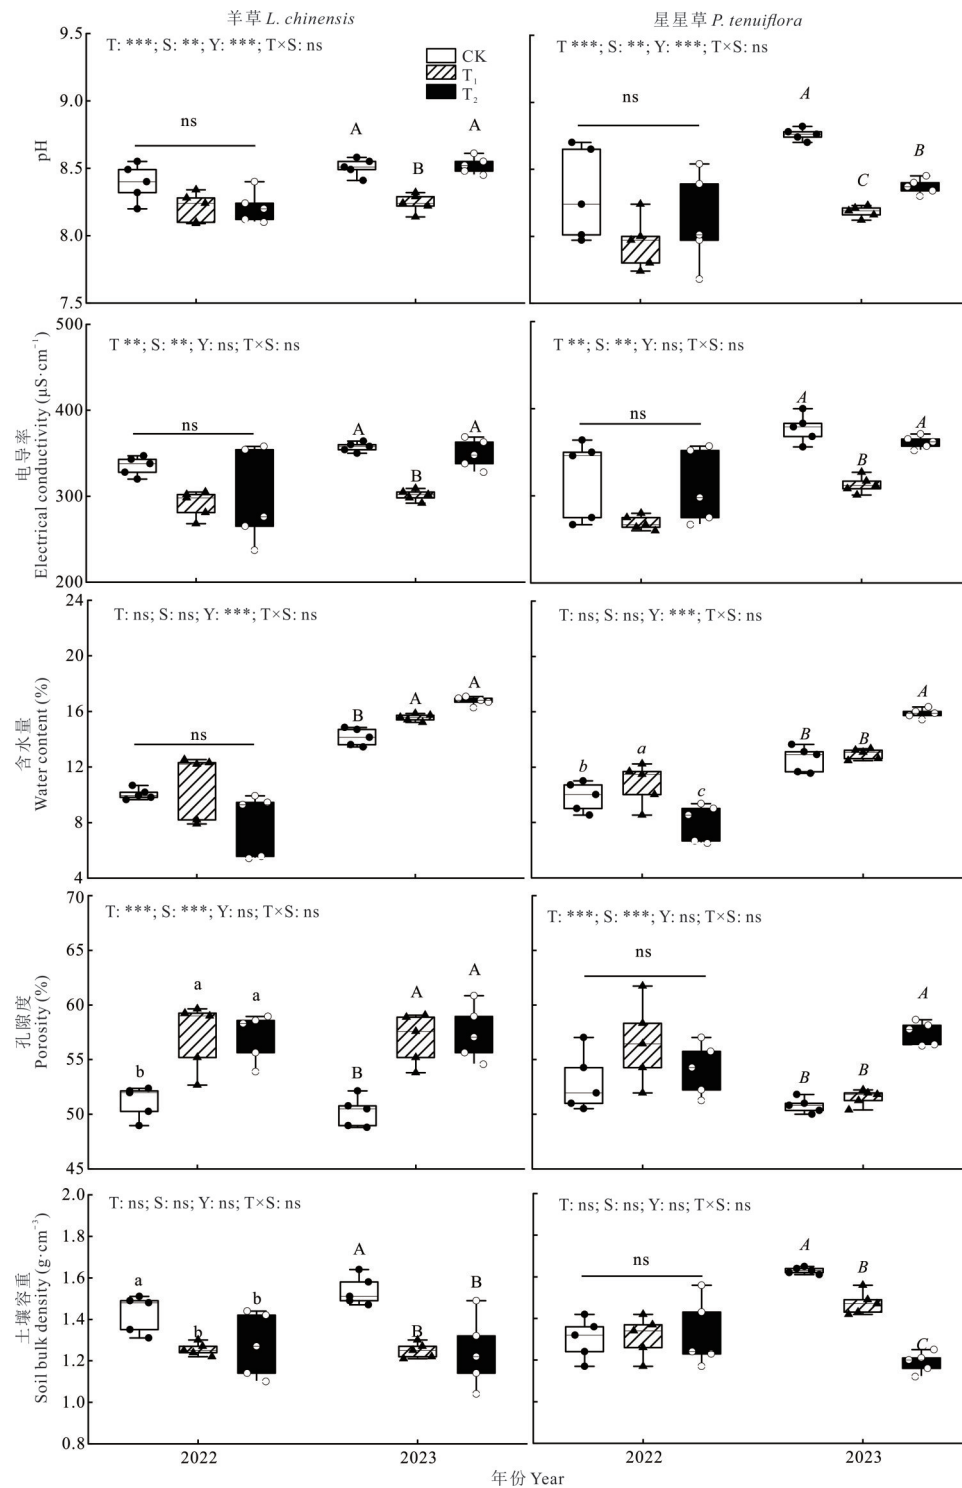 羊草 L. chinensis
星星草 P. tenuiflora
9.5
T: ***; S: **; Y: ***; T×S: ns
T ***; S: **; Y: ***; T×S: ns
CK
T₁
T₂
ns
A
A
B
ns
A
B
C
9.0
8.5
8.0
7.5
pH
500
T **; S: **; Y: ns; T×S: ns
T **; S: **; Y: ns; T×S: ns
ns
A
A
B
ns
A
A
B
400
300
200
电导率
Electrical conductivity (μS·cm⁻¹)
24
T: ns; S: ns; Y: ***; T×S: ns
T: ns; S: ns; Y: ***; T×S: ns
ns
B
A
A
b
a
c
B
B
A
20
16
12
8
4
含水量
Water content (%)
70
T: ***; S: ***; Y: ns; T×S: ns
T: ***; S: ***; Y: ns; T×S: ns
b
a
a
B
A
A
ns
B
B
A
65
60
55
50
45
孔隙度
Porosity (%)
2.0
T: ns; S: ns; Y: ns; T×S: ns
T: ns; S: ns; Y: ns; T×S: ns
a
b
b
A
B
B
ns
A
B
C
1.8
1.6
1.4
1.2
1.0
0.8
土壤容重
Soil bulk density (g·cm⁻³)
2022
2023
2022
2023
年份 Year